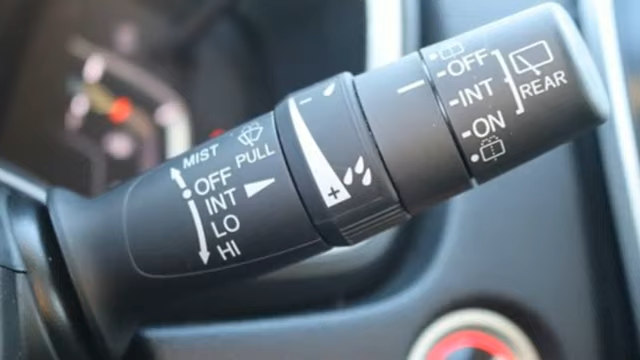 MIST
PULL
OFF
INT
LO
HI
- +
-OFF
-INT
-ON
REAR